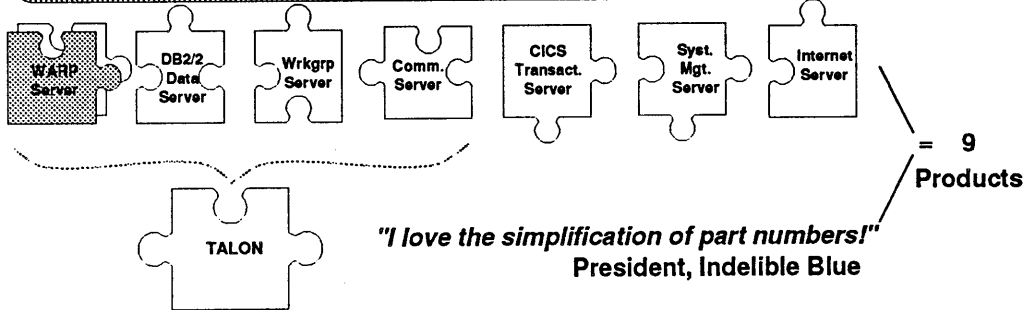 WARP
Server
DB2/2
Data
Server
Wrkgrp
Server
Comm.
Server
CICS
Transact.
Server
Syst.
Mgt.
Server
Internet
Server
= 9
Products
TALON
"I love the simplification of part numbers!"
President, Indelible Blue